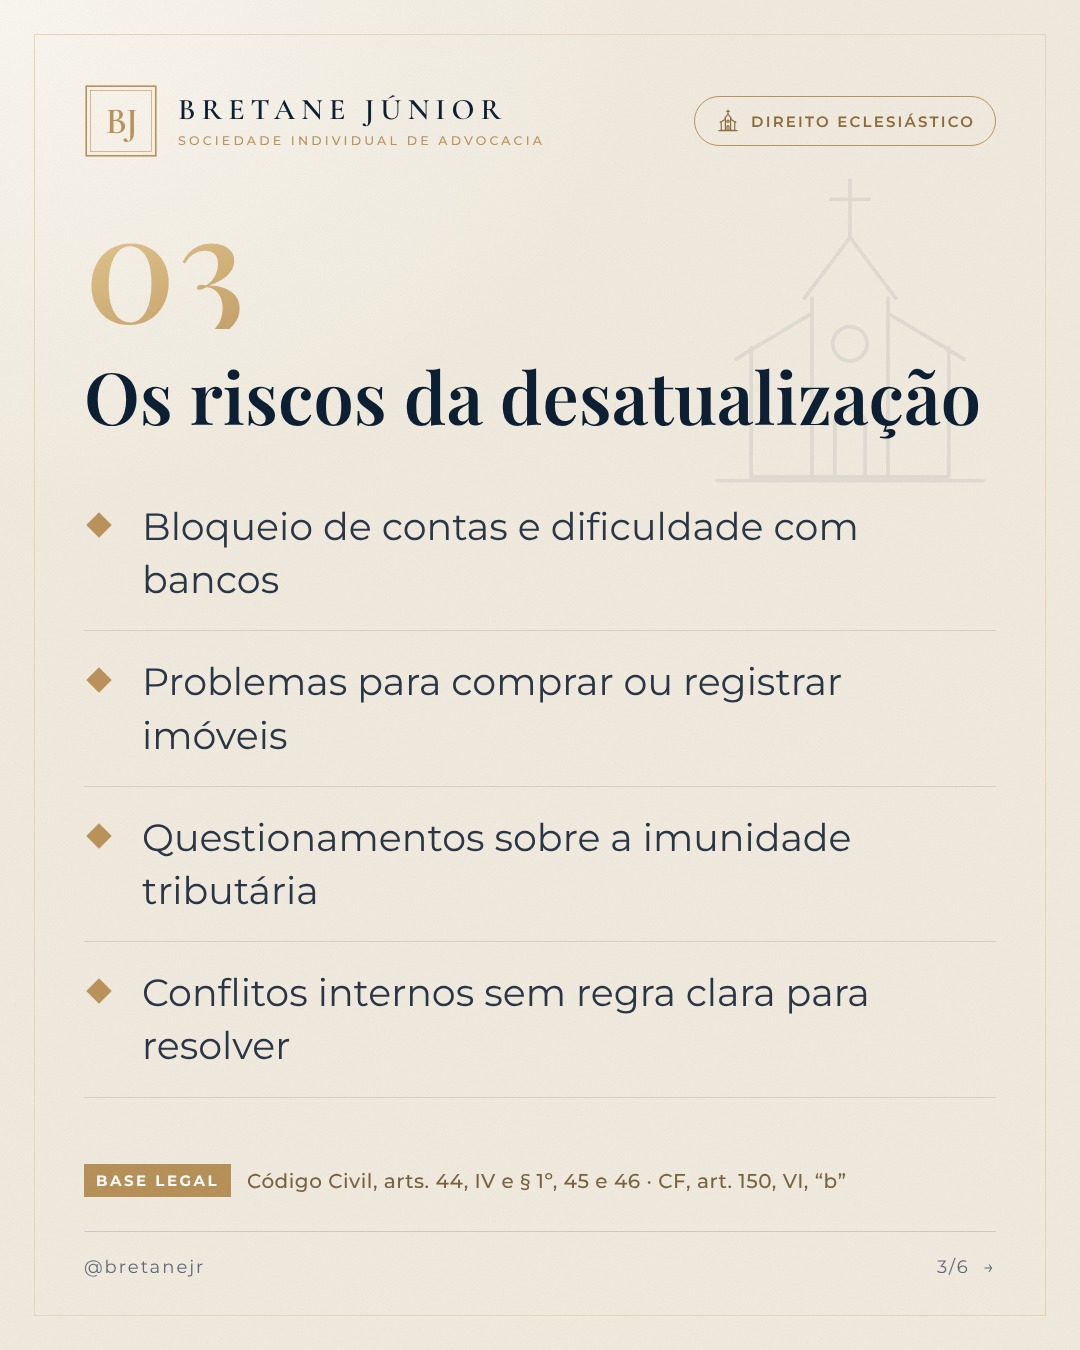 BJ
BRETANE JÚNIOR
SOCIEDADE INDIVIDUAL DE ADVOCACIA
DIREITO ECLESIÁSTICO
03
Os riscos da desatualização
Bloqueio de contas e dificuldade com
bancos
Problemas para comprar ou registrar
imóveis
Questionamentos sobre a imunidade
tributária
Conflitos internos sem regra clara para
resolver
BASE LEGAL Código Civil, arts. 44, IV e § 1º, 45 e 46 · CF, art. 150, VI, “b”
@bretanejr
3/6 →